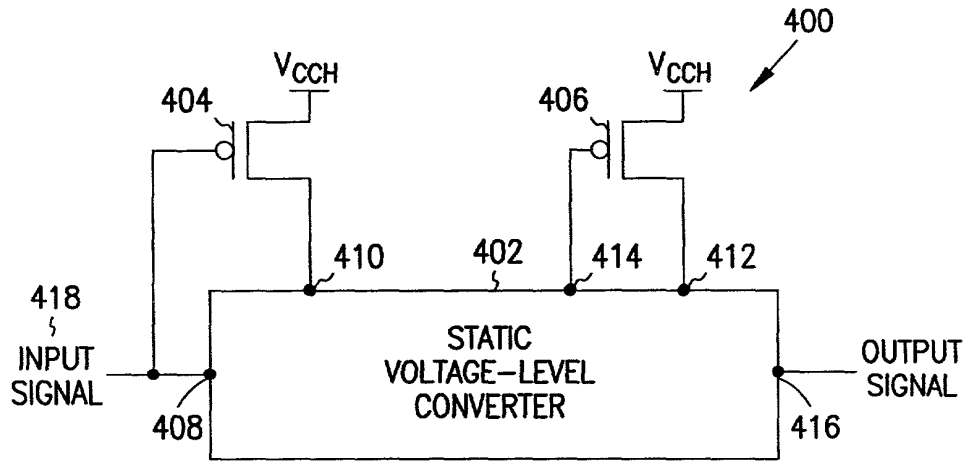 400
V_CCH
V_CCH
404
406
410
402
414
412
418
INPUT
SIGNAL
STATIC
VOLTAGE-LEVEL
CONVERTER
OUTPUT
SIGNAL
408
416